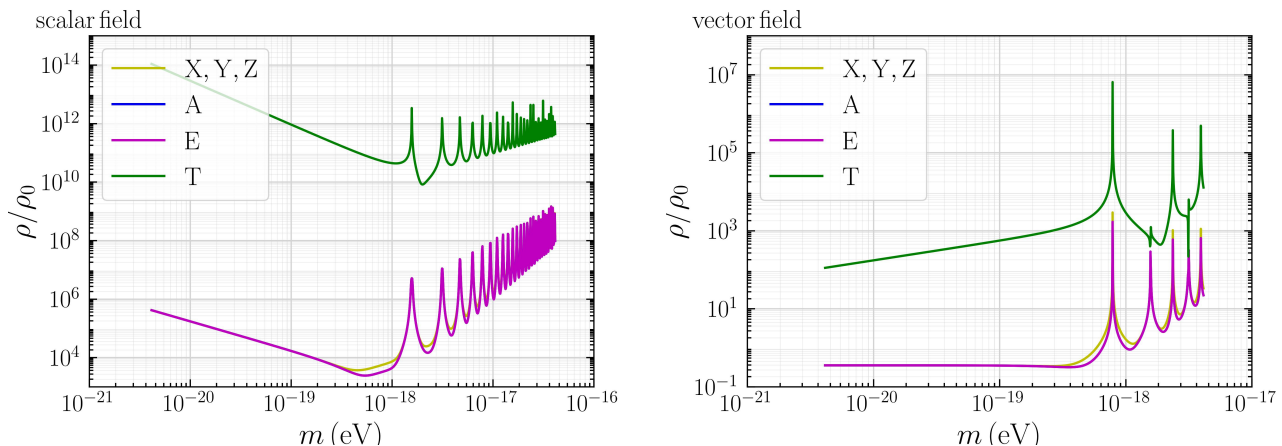 scalar field
10^14
10^12
10^10
10^8
10^6
10^4
ρ/ρ_0
X, Y, Z
A
E
T
10^−21
10^−20
10^−19
10^−18
10^−17
10^−16
m (eV)
vector field
10^7
10^5
10^3
10^1
10^−1
ρ/ρ_0
X, Y, Z
A
E
T
10^−21
10^−20
10^−19
10^−18
10^−17
m (eV)